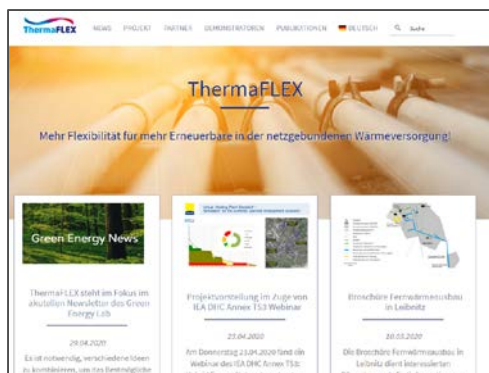 ThermaFLEX
NEWS PROJEKT PARTNER DEMONSTRATOREN PUBLIKATIONEN DEUTSCH Suche
ThermaFLEX
Mehr Flexibilität für mehr Erneuerbare in der netzgebundenen Wärmeversorgung!
Green Energy News
ThermaFLEX steht im Fokus im
akutellen Newsletter des Green
Energy Lab
29.04.2020
Es ist notwendig, verschiedene Ideen
zu kombinieren, um das Bestmögliche
Projektvorstellung im Zuge von
IEA DHC Annex TS3 Webinar
23.04.2020
Am Donnerstag 23.04.2020 fand ein
Webinar des IEA DHC Annex TS3:
Broschüre Fernwärmeausbau
in Leibnitz
10.03.2020
Die Broschüre Fernwärmeausbau in
Leibnitz dient interessierten